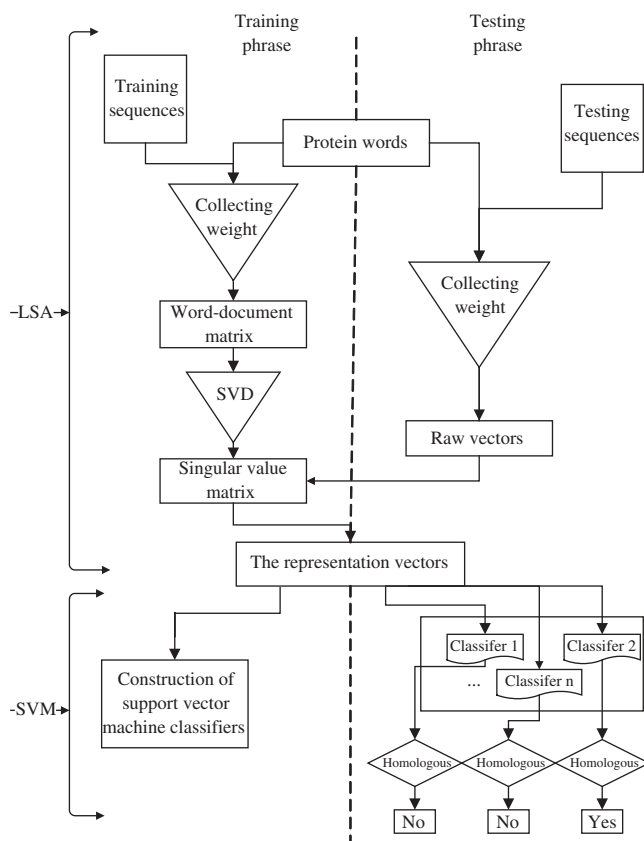 Training
phrase
Testing
phrase
Training
sequences
Testing
sequences
Protein words
Collecting
weight
Collecting
weight
-LSA
Word-document
matrix
SVD
Raw vectors
Singular value
matrix
The representation vectors
Classifer 1
Classifer 2
... Classifer n
Construction of
support vector
machine classifiers
-SVM
Homologous
Homologous
Homologous
No
No
Yes